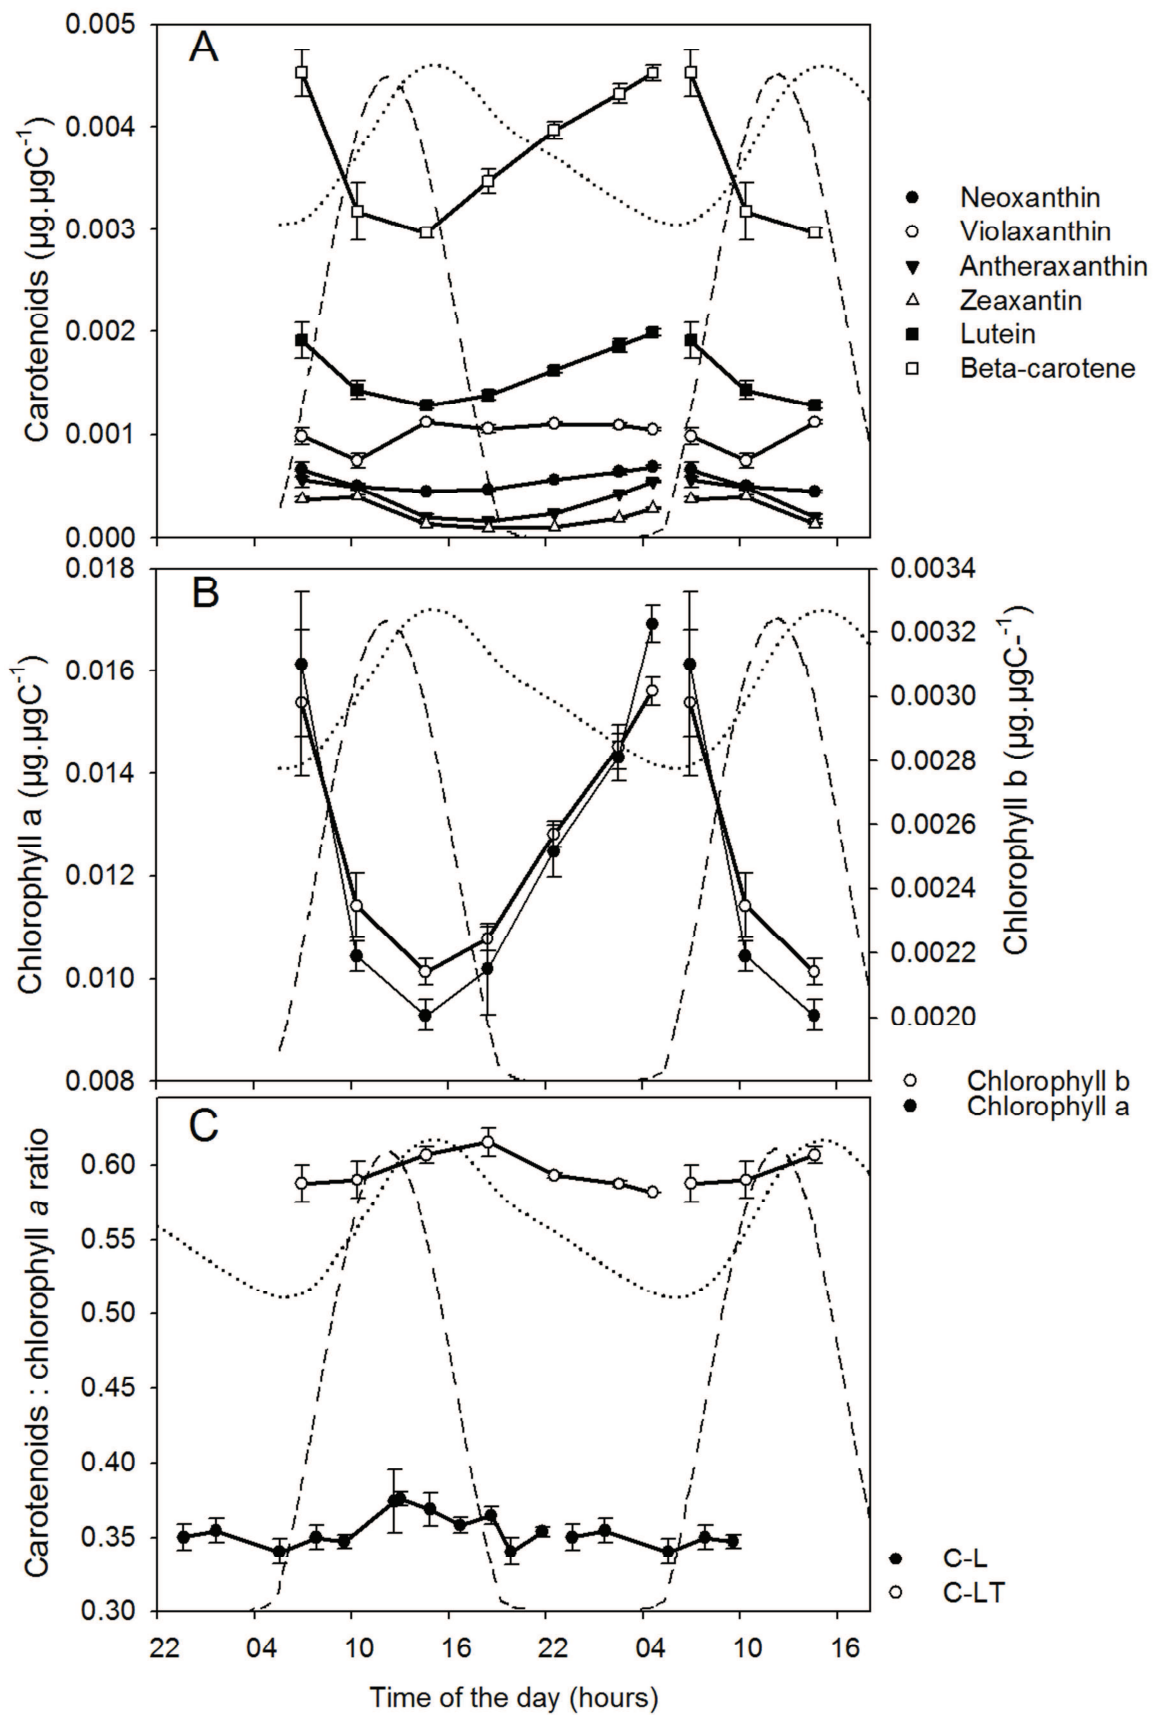 A
0.005
0.004
0.003
0.002
0.001
0.000
Carotenoids (µg.µgC⁻¹)
Neoxanthin
Violaxanthin
Antheraxanthin
Zeaxantin
Lutein
Beta-carotene
B
0.018
0.016
0.014
0.012
0.010
0.008
Chlorophyll a (µg.µgC⁻¹)
0.0034
0.0032
0.0030
0.0028
0.0026
0.0024
0.0022
0.0020
Chlorophyll b (µg.µgC-⁻¹)
Chlorophyll b
Chlorophyll a
C
0.60
0.55
0.50
0.45
0.40
0.35
0.30
Carotenoids : chlorophyll a ratio
C-L
C-LT
22 04 10 16 22 04 10 16
Time of the day (hours)